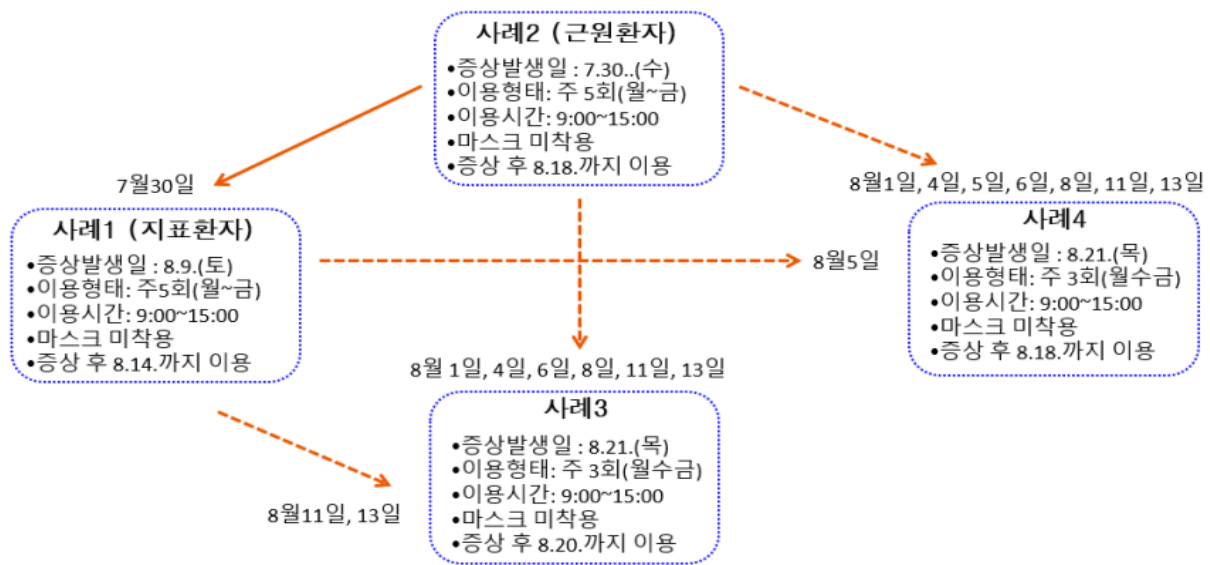 사례2 (근원환자)
•증상발생일 : 7.30..(수)
•이용형태: 주 5회(월~금)
•이용시간: 9:00~15:00
•마스크 미착용
•증상 후 8.18.까지 이용
7월30일
8월1일, 4일, 5일, 6일, 8일, 11일, 13일
사례1 (지표환자)
•증상발생일 : 8.9.(토)
•이용형태: 주5회(월~금)
•이용시간: 9:00~15:00
•마스크 미착용
•증상 후 8.14.까지 이용
8월5일
사례4
•증상발생일 : 8.21.(목)
•이용형태: 주 3회(월수금)
•이용시간: 9:00~15:00
•마스크 미착용
•증상 후 8.18.까지 이용
8월 1일, 4일, 6일, 8일, 11일, 13일
사례3
•증상발생일 : 8.21.(목)
•이용형태: 주 3회(월수금)
•이용시간: 9:00~15:00
•마스크 미착용
•증상 후 8.20.까지 이용
8월11일, 13일